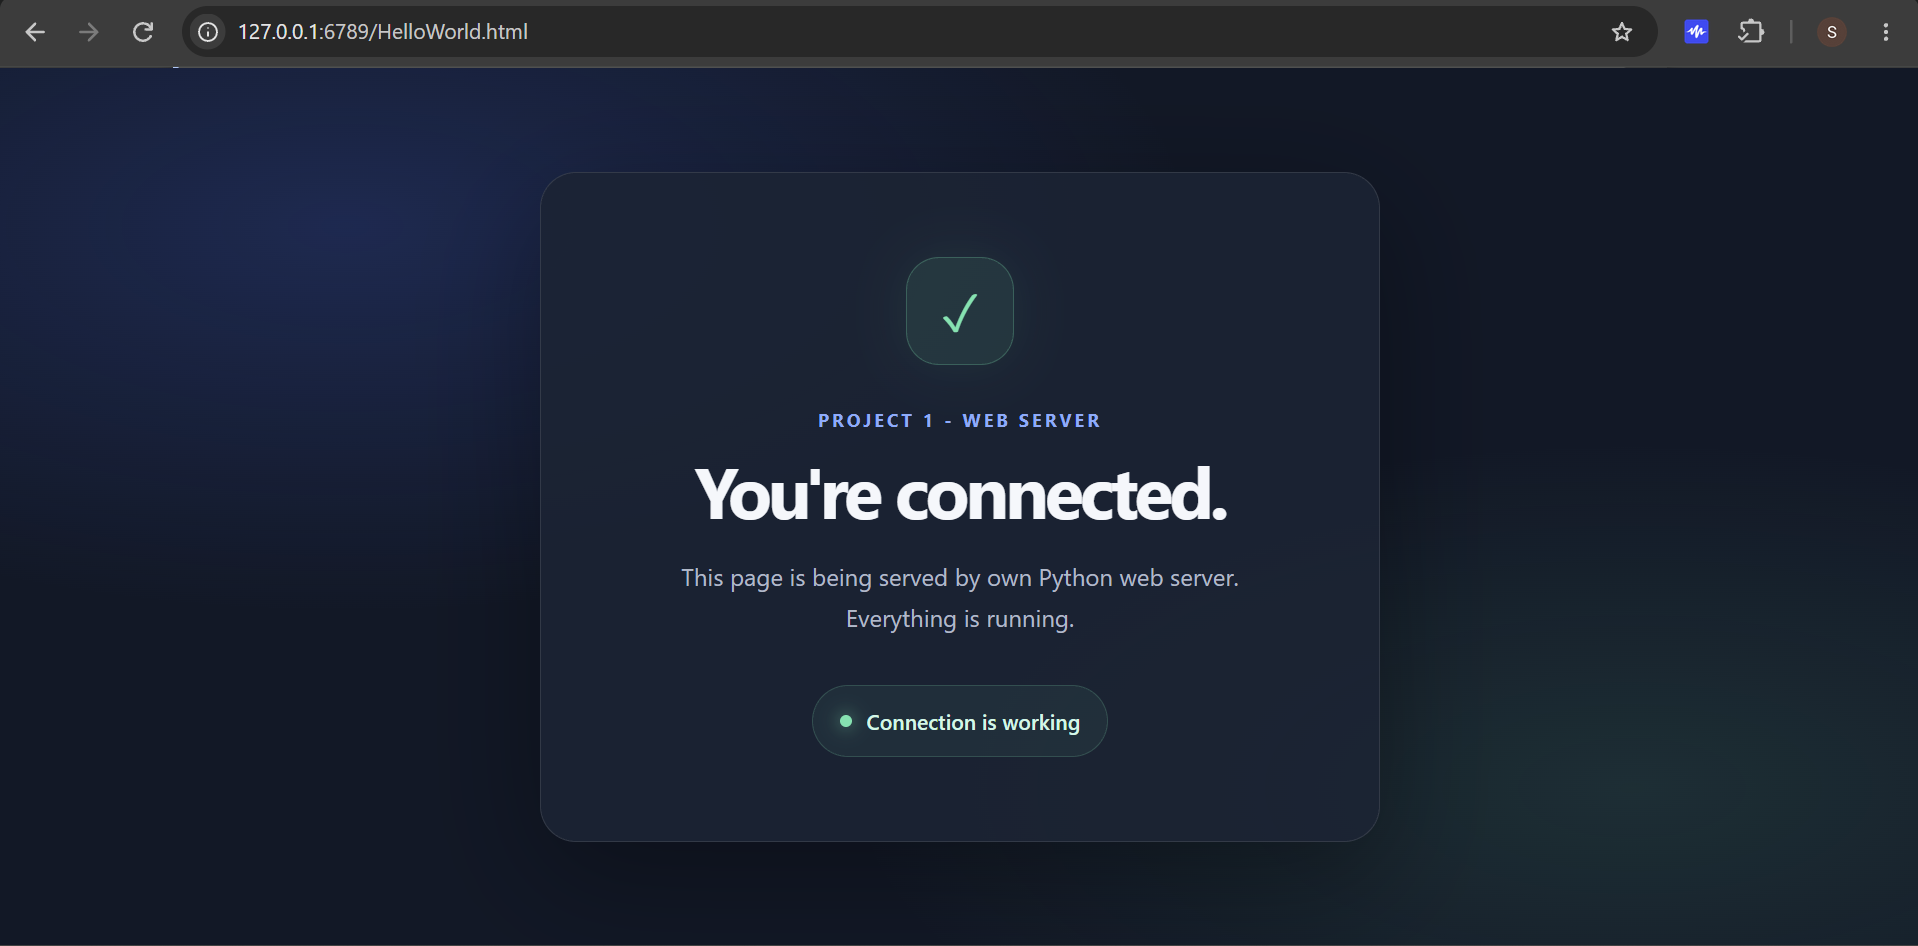 127.0.0.1:6789/HelloWorld.html
S
PROJECT 1 - WEB SERVER
You're connected.
This page is being served by own Python web server.
Everything is running.
Connection is working